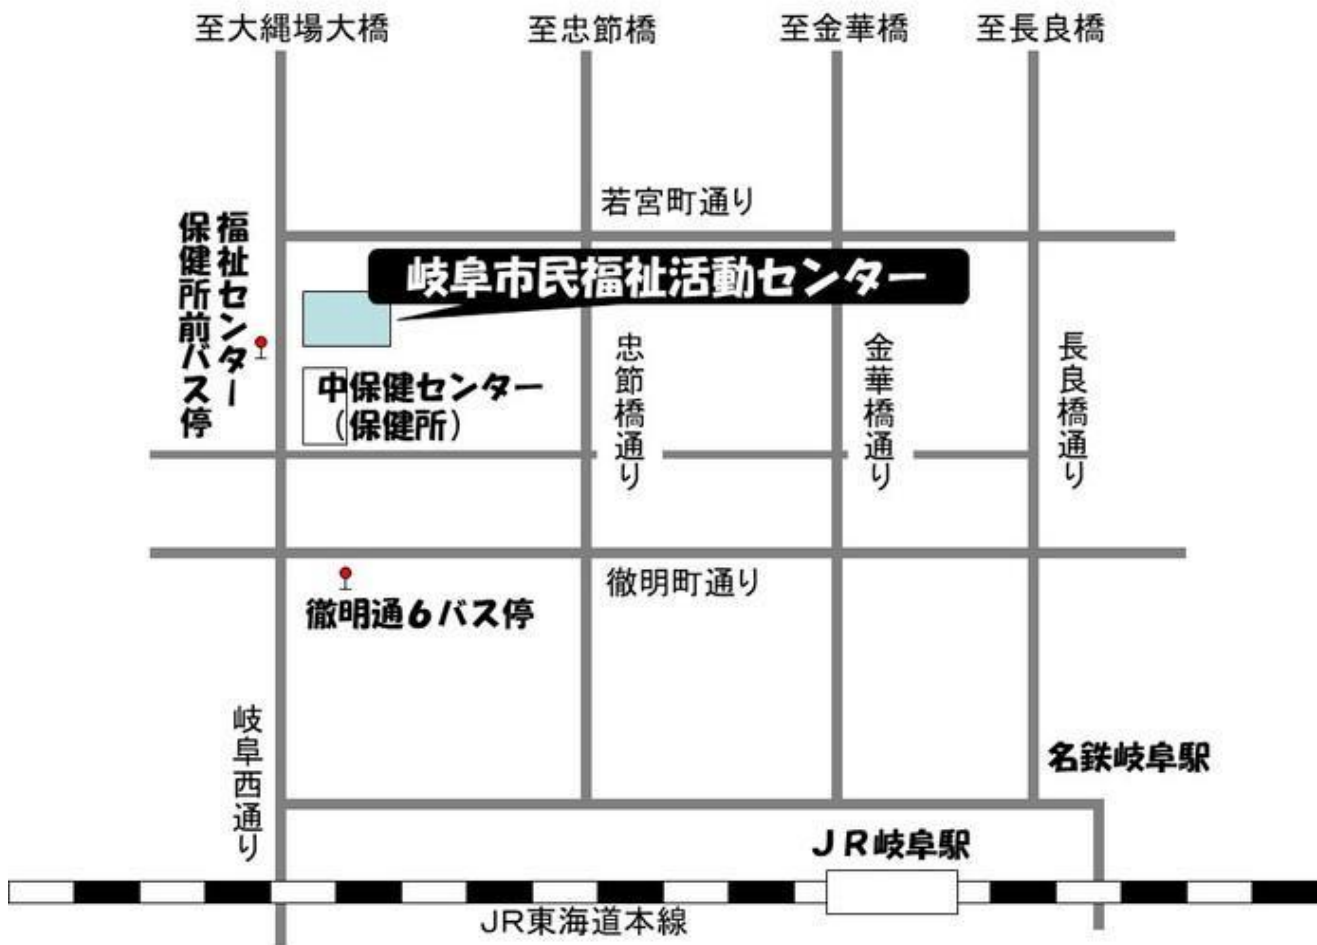 至大縄場大橋
至忠節橋
至金華橋
至長良橋
若宮町通り
福祉センター
保健所前バス停
岐阜市民福祉活動センター
中保健センター
（保健所）
忠節橋通り
金華橋通り
長良橋通り
徹明町通り
徹明通６バス停
岐阜西通り
名鉄岐阜駅
ＪＲ岐阜駅
JR東海道本線